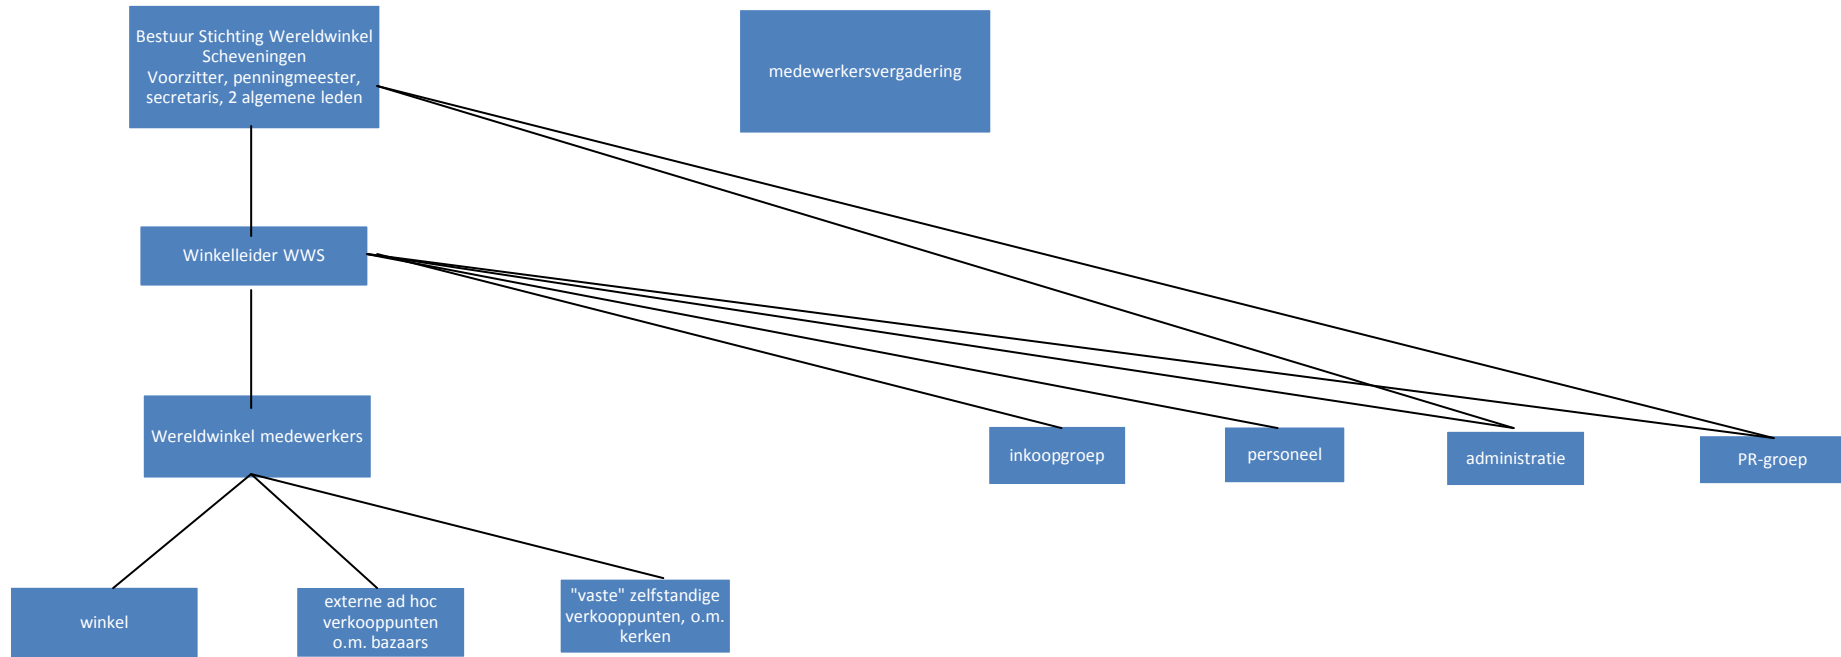 Bestuur Stichting Wereldwinkel
Scheveningen
Voorzitter, penningmeester,
secretaris, 2 algemene leden
medewerkersvergadering
Winkelleider WWS
Wereldwinkel medewerkers
inkoopgroep
personeel
administratie
PR-groep
winkel
externe ad hoc
verkooppunten
o.m. bazaars
"vaste" zelfstandige
verkooppunten, o.m.
kerken